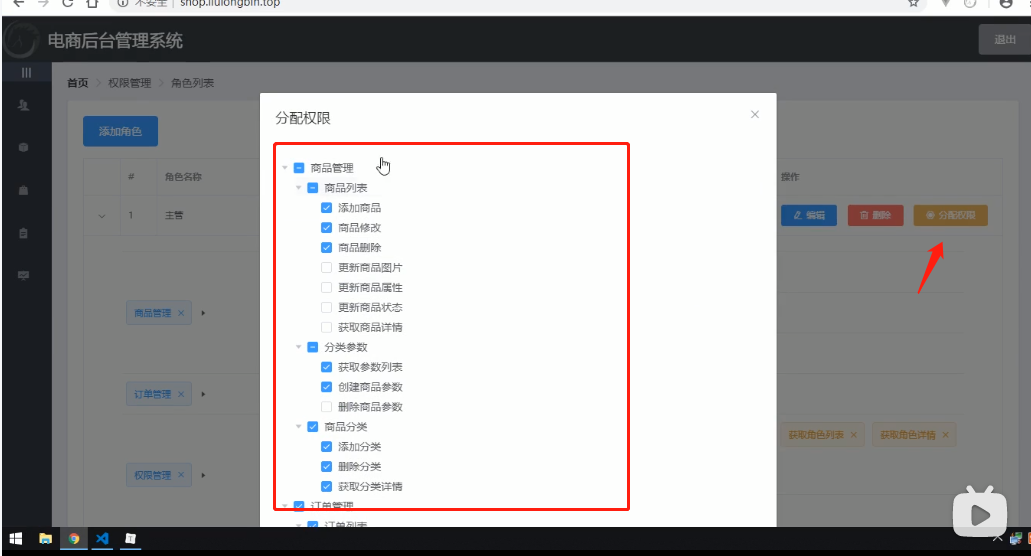 不安全 shop.liulongbin.top
电商后台管理系统
退出
首页 > 权限管理 > 角色列表
分配权限
添加角色
# 角色名称 操作
1 主管 编辑 删除 分配权限
商品管理
商品列表
添加商品
商品修改
商品删除
更新商品图片
更新商品属性
更新商品状态
获取商品详情
分类参数
获取参数列表
创建商品参数
删除商品参数
商品分类
添加分类
删除分类
获取分类详情
订单管理
订单列表
商品管理
订单管理
获取角色列表 获取角色详情
权限管理